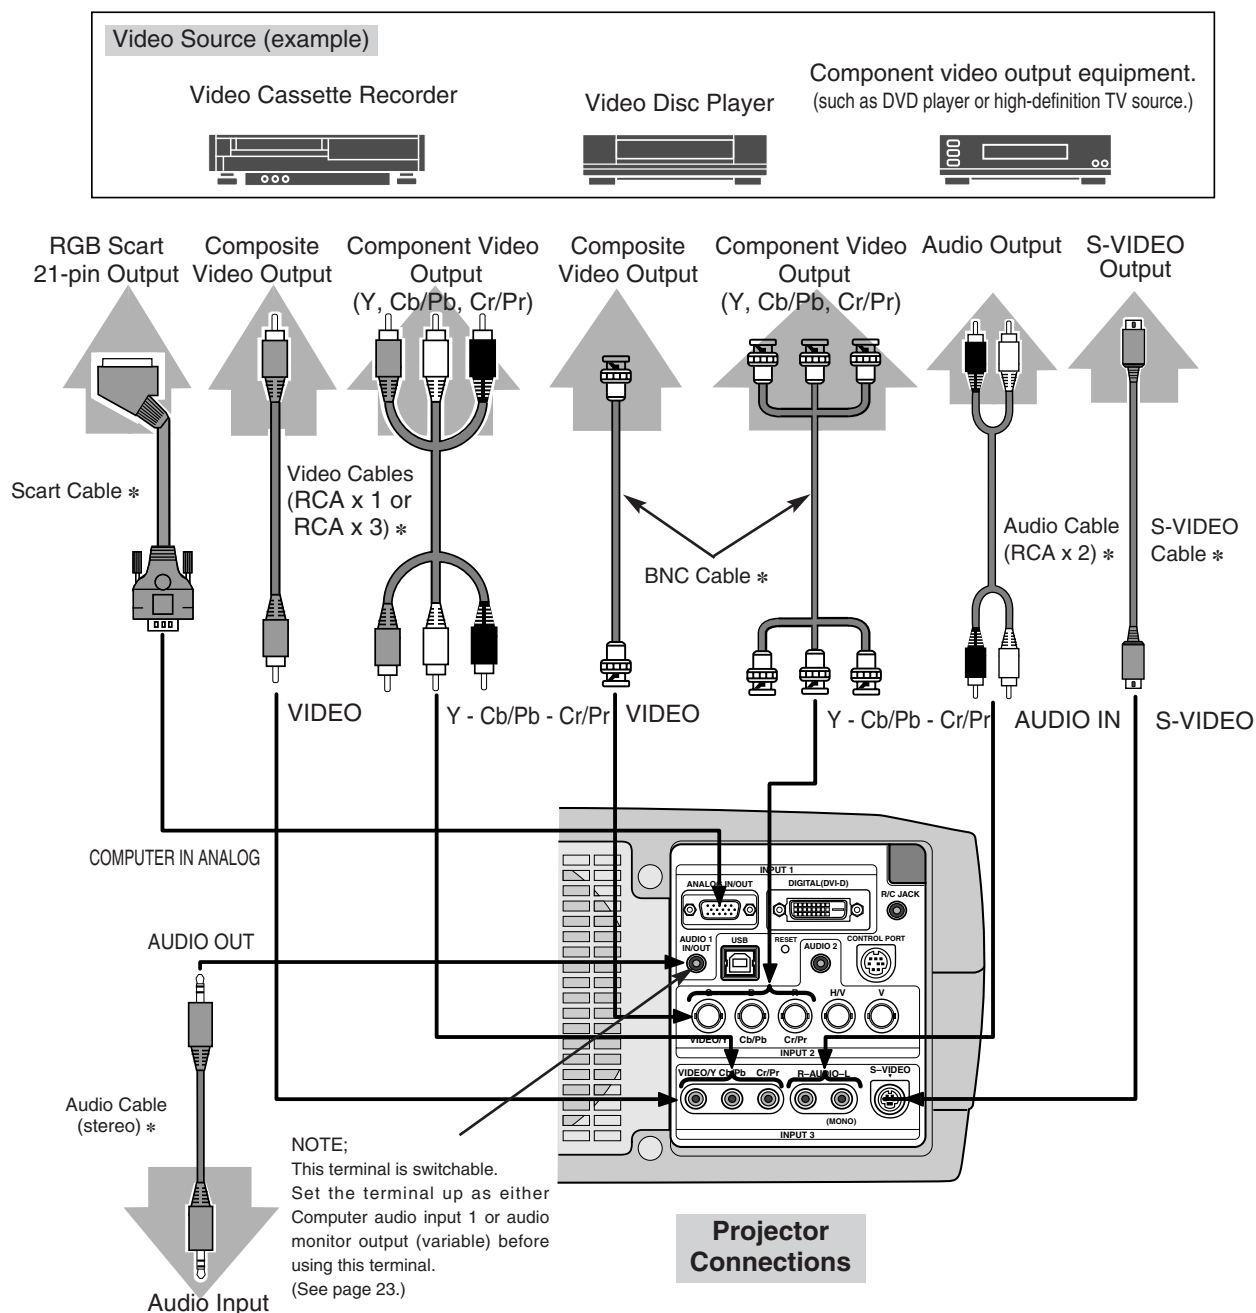 Video Source (example)
Video Cassette Recorder
Video Disc Player
Component video output equipment.
(such as DVD player or high-definition TV source.)
RGB Scart
21-pin Output
Composite
Video Output
Component Video
Output
(Y, Cb/Pb, Cr/Pr)
Composite
Video Output
Component Video
Output
(Y, Cb/Pb, Cr/Pr)
Audio Output
S-VIDEO
Output
Scart Cable *
Video Cables
(RCA x 1 or
RCA x 3) *
BNC Cable *
Audio Cable
(RCA x 2) *
S-VIDEO
Cable *
VIDEO
Y - Cb/Pb - Cr/Pr
VIDEO
Y - Cb/Pb - Cr/Pr
AUDIO IN
S-VIDEO
COMPUTER IN ANALOG
INPUT 1
ANALOG IN/OUT
DIGITAL(DVI-D)
R/C JACK
AUDIO OUT
AUDIO 1
IN/OUT
USB
RESET
AUDIO 2
CONTROL PORT
G
B
R
H/V
V
VIDEO/Y
Cb/Pb
Cr/Pr
INPUT 2
VIDEO/Y Cb/Pb
Cr/Pr
R–AUDIO–L
S–VIDEO
(MONO)
INPUT 3
Audio Cable
(stereo) *
NOTE;
This terminal is switchable.
Set the terminal up as either
Computer audio input 1 or audio
monitor output (variable) before
using this terminal.
(See page 23.)
Projector
Connections
Audio Input